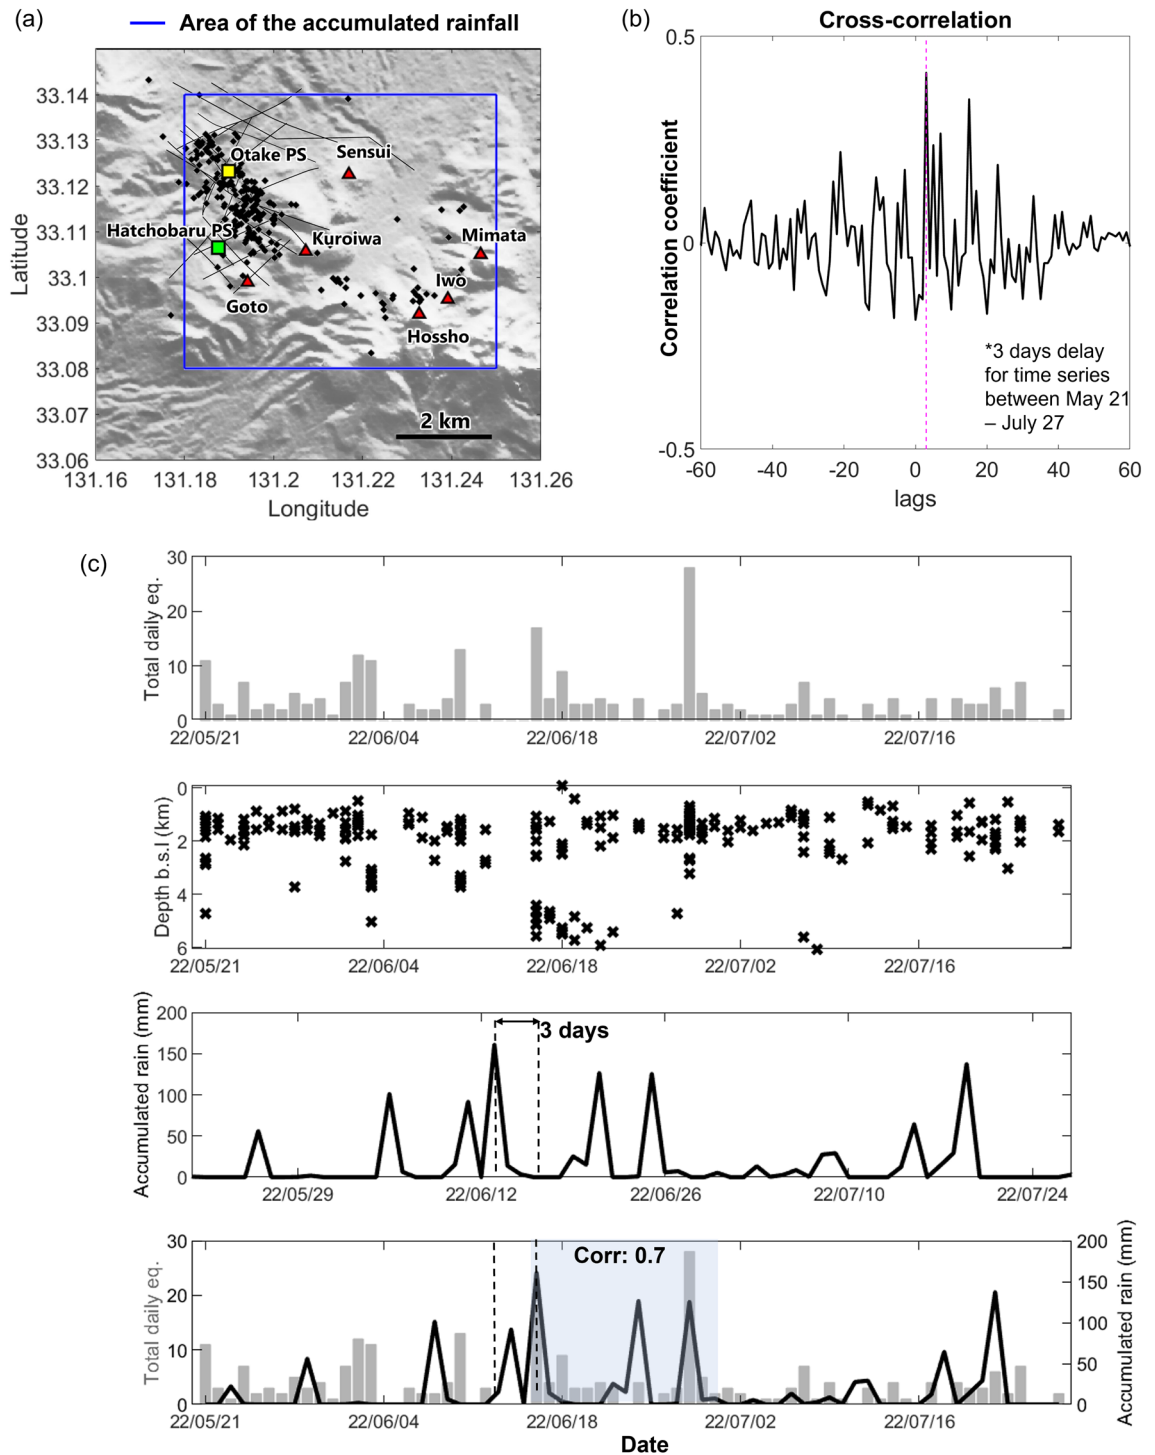 (a)
Area of the accumulated rainfall
33.14
33.13
33.12
33.11
33.1
33.09
33.08
33.07
33.06
Latitude
Otake PS
Sensui
Hatchobaru PS
Kuroiwa
Mimata
Iwo
Goto
Hossho
2 km
131.16
131.18
131.2
131.22
131.24
131.26
Longitude
(b)
Cross-correlation
0.5
0
-0.5
Correlation coefficient
*3 days delay
for time series
between May 21
– July 27
-60
-40
-20
0
20
40
60
lags
(c)
Total daily eq.
30
20
10
0
22/05/21
22/06/04
22/06/18
22/07/02
22/07/16
Depth b.s.l (km)
0
2
4
6
22/05/21
22/06/04
22/06/18
22/07/02
22/07/16
Accumulated rain (mm)
200
150
100
50
0
3 days
22/05/29
22/06/12
22/06/26
22/07/10
22/07/24
Total daily eq.
30
20
10
0
Corr: 0.7
200
150
100
50
0
Accumulated rain (mm)
22/05/21
22/06/04
22/06/18
22/07/02
22/07/16
Date